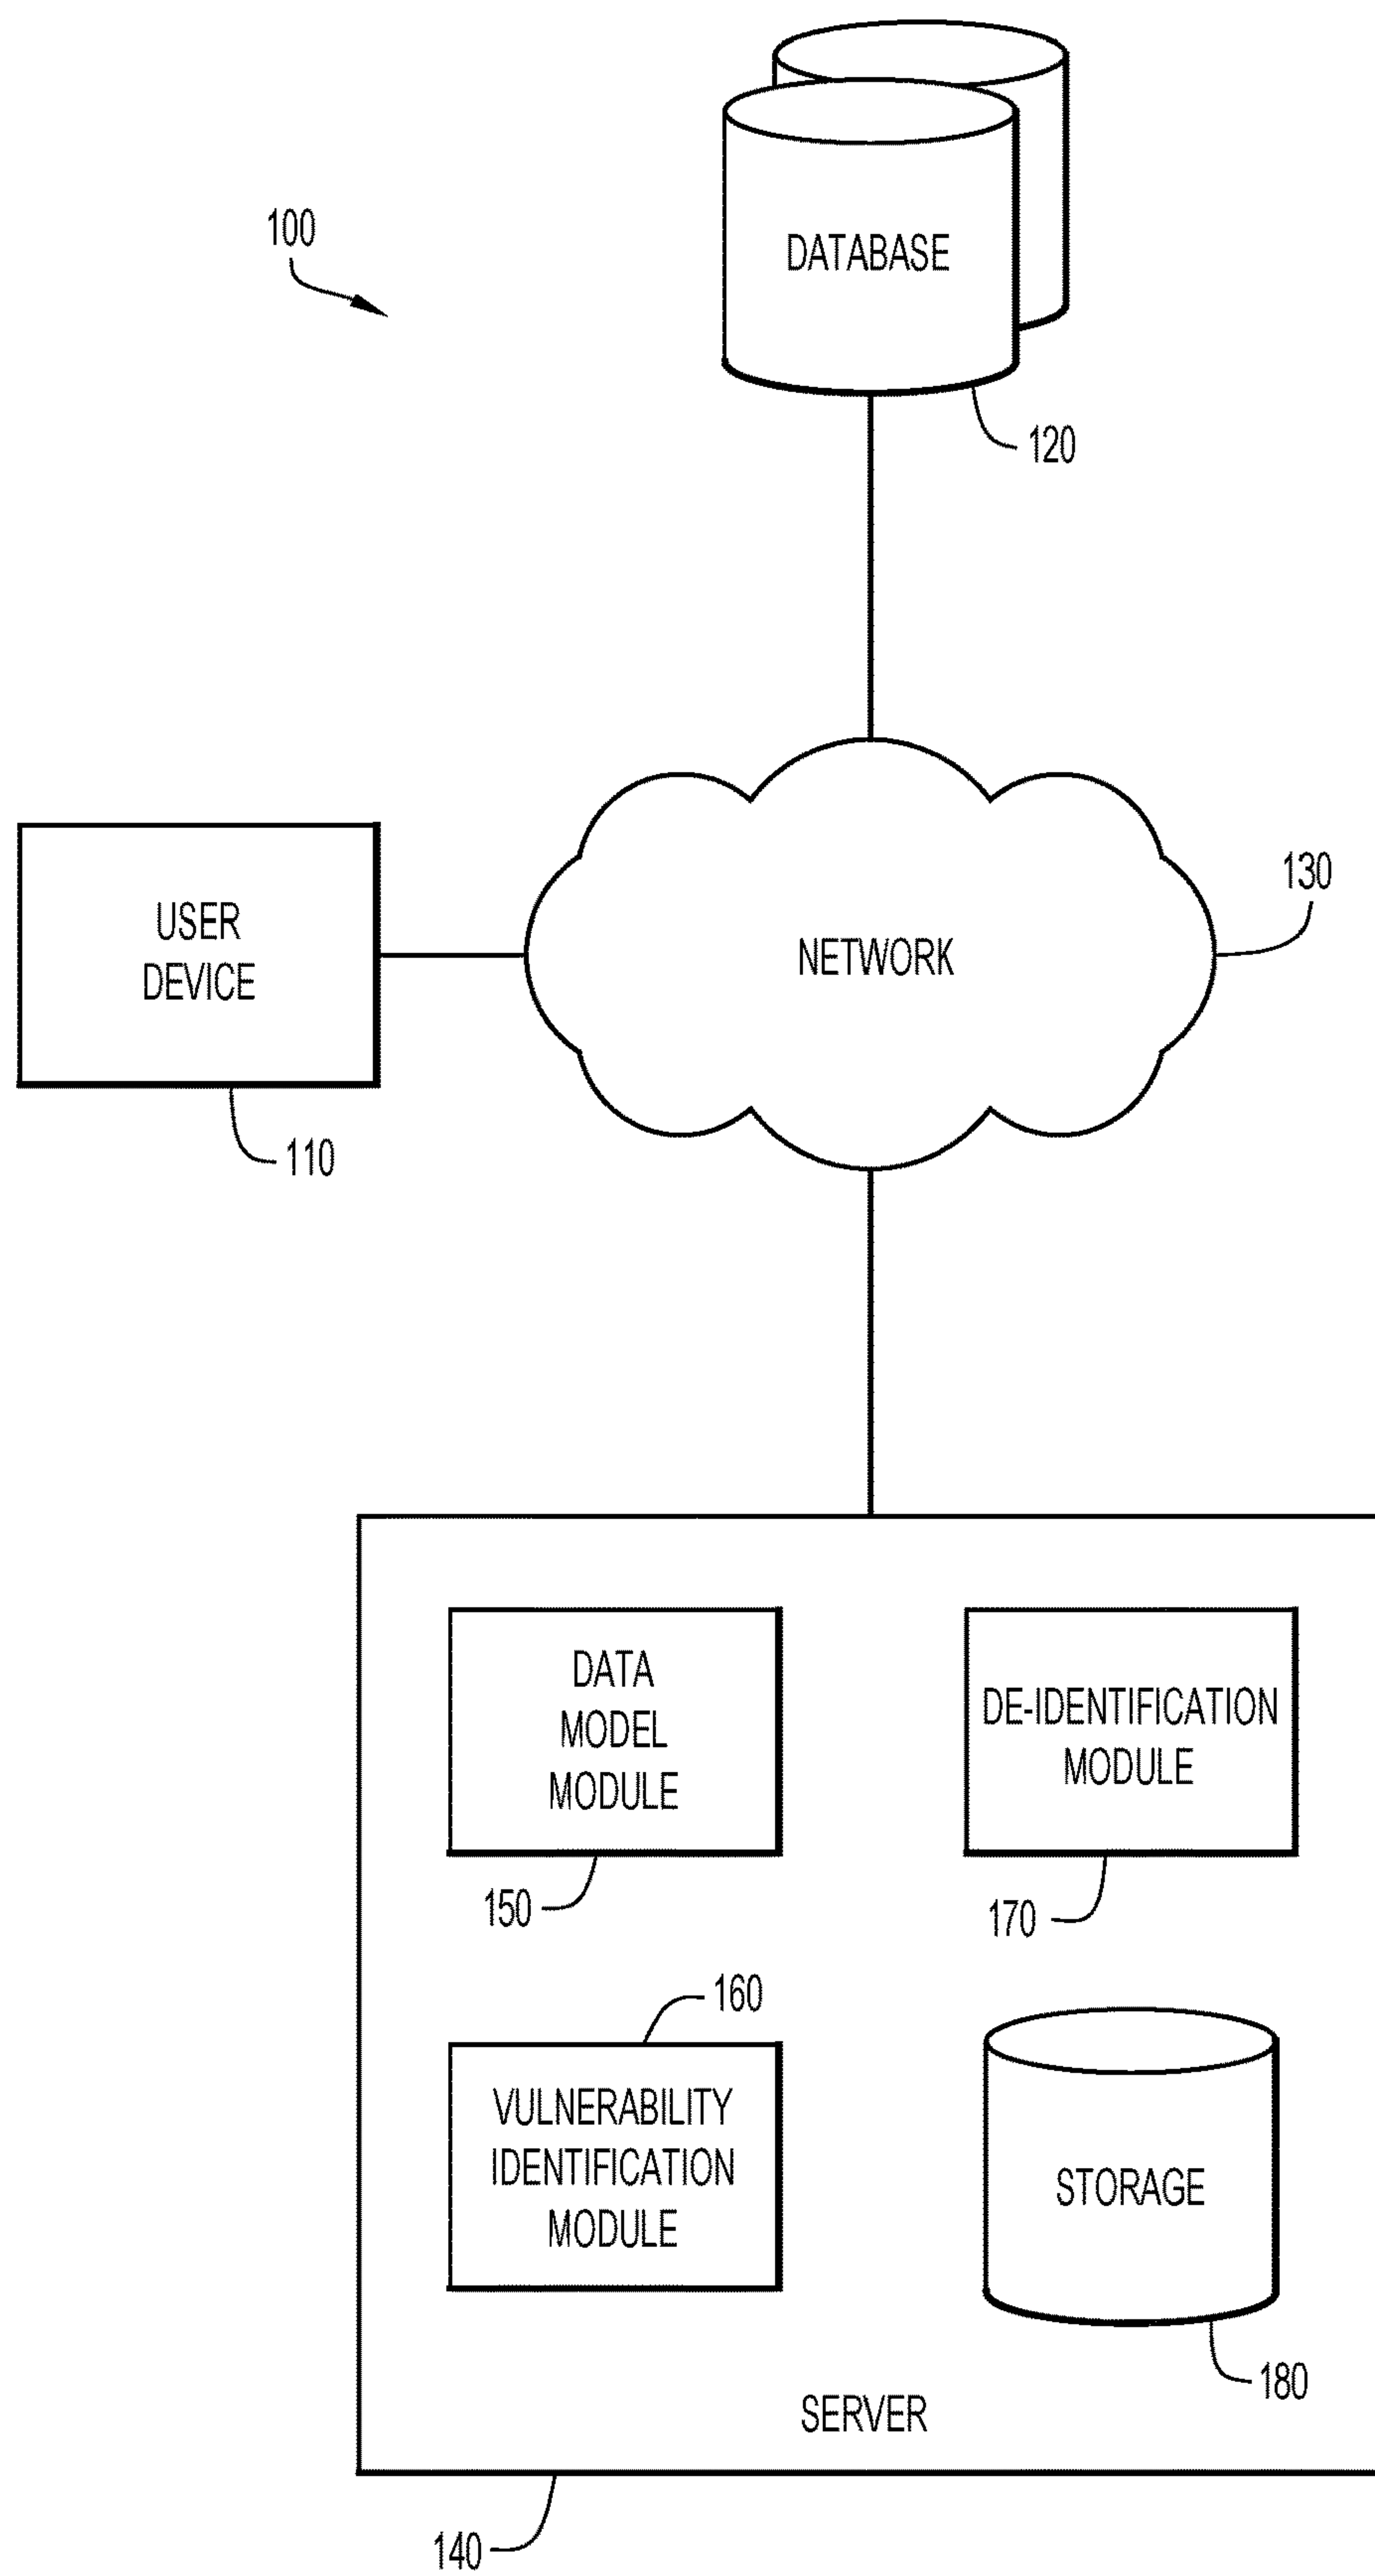 100
DATABASE
120
130
USER
DEVICE
NETWORK
110
DATA
MODEL
MODULE
DE-IDENTIFICATION
MODULE
150
170
160
VULNERABILITY
IDENTIFICATION
MODULE
STORAGE
180
SERVER
140